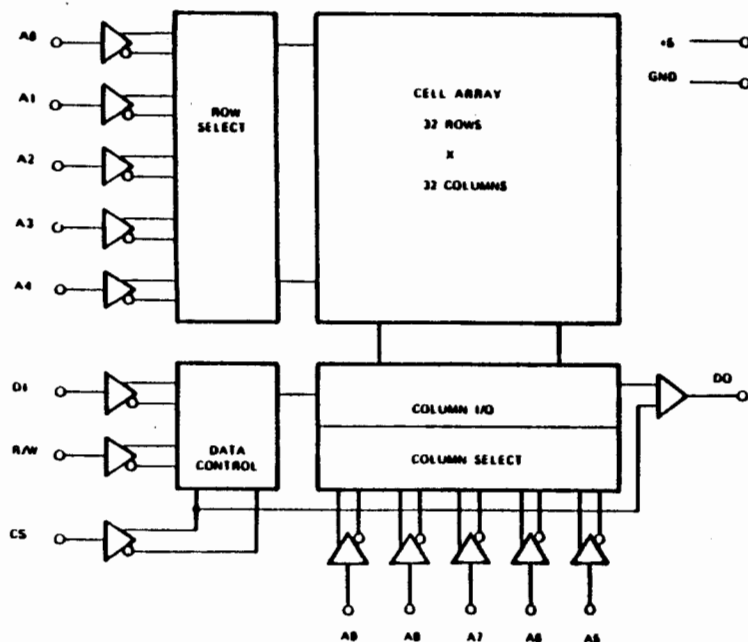 A0
A1
A2
A3
A4
ROW
SELECT
CELL ARRAY
32 ROWS
X
32 COLUMNS
+5
GND
DI
R/W
CS
DATA
CONTROL
COLUMN I/O
COLUMN SELECT
DO
A9 A8 A7 A6 A5